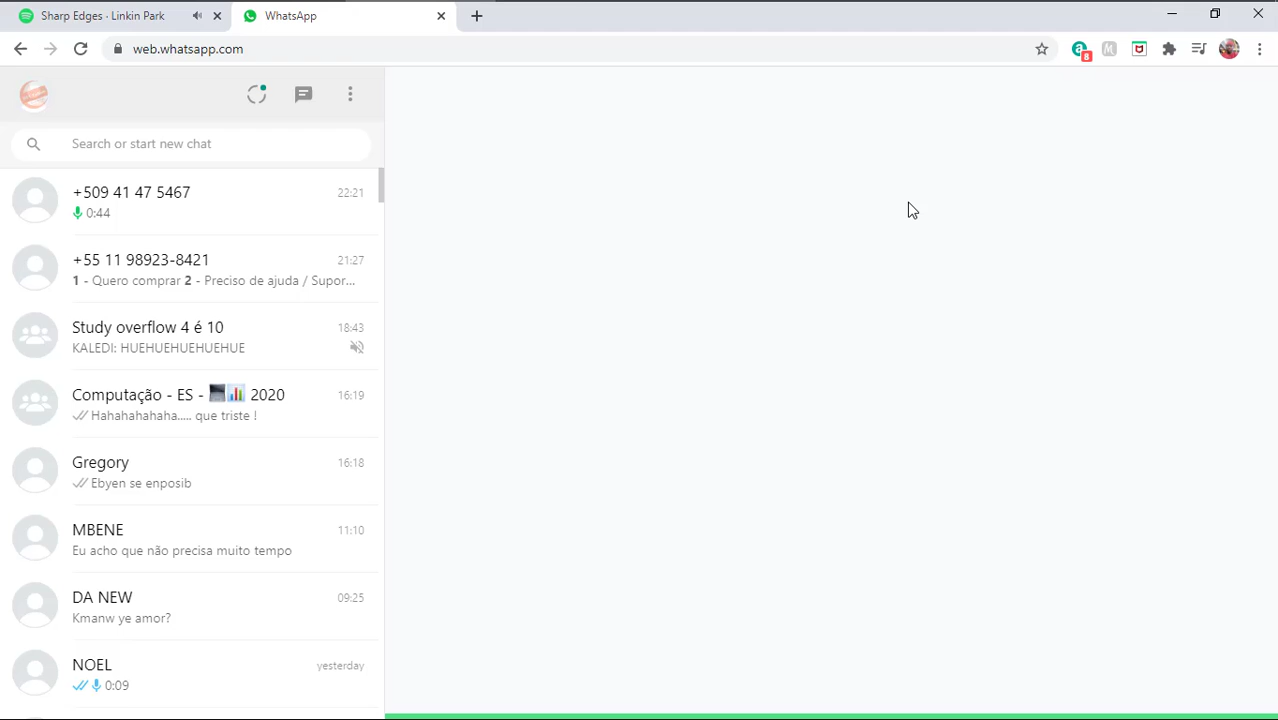 Sharp Edges · Linkin Park
WhatsApp
web.whatsapp.com
8
Search or start new chat
+509 41 47 5467
22:21
0:44
+55 11 98923-8421
21:27
1 - Quero comprar 2 - Preciso de ajuda / Supor...
Study overflow 4 é 10
18:43
KALEDI: HUEHUEHUEHUEHUE
Computação - ES - ⬛📊 2020
16:19
Hahahahahaha..... que triste !
Gregory
16:18
Ebyen se enposib
MBENE
11:10
Eu acho que não precisa muito tempo
DA NEW
09:25
Kmanw ye amor?
NOEL
yesterday
0:09